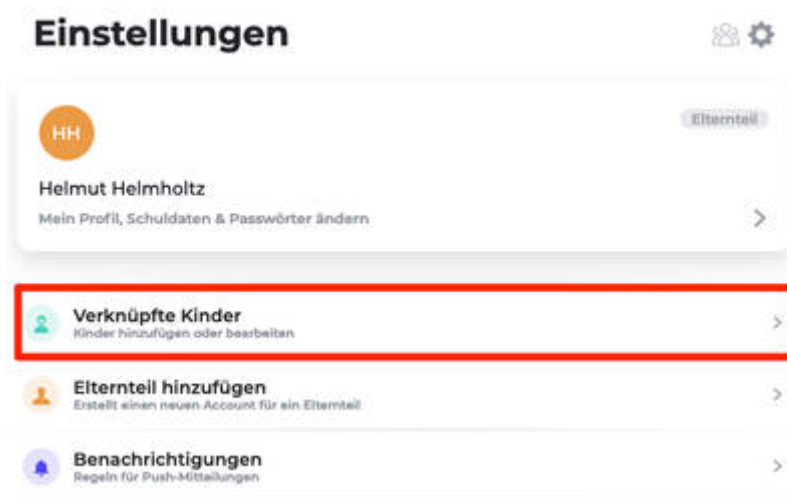 Einstellungen
HH
Elternteil
Helmut Helmholtz
Mein Profil, Schuldaten & Passwörter ändern
Verknüpfte Kinder
Kinder hinzufügen oder bearbeiten
Elternteil hinzufügen
Erstellt einen neuen Account für ein Elternteil
Benachrichtigungen
Regeln für Push-Mitteilungen